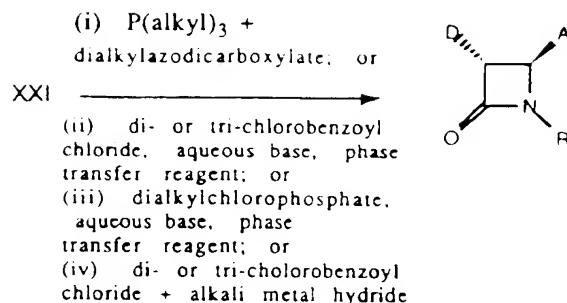 (i) P(alkyl)3 +
dialkylazodicarboxylate; or
XXI
(ii) di- or tri-chlorobenzoyl
chloride, aqueous base, phase
transfer reagent; or
(iii) dialkylchlorophosphate,
aqueous base, phase
transfer reagent; or
(iv) di- or tri-cholorobenzoyl
chloride + alkali metal hydride
D A
N
O R